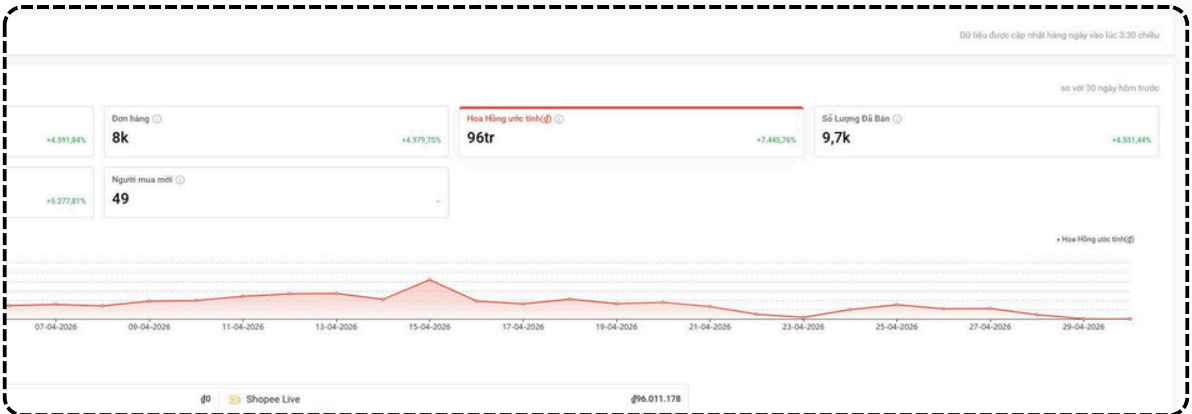 Dữ liệu được cập nhật hàng ngày vào lúc 3:30 chiều
so với 30 ngày hôm trước
+4.591,84%
Đơn hàng
8k
+4.979,75%
Hoa Hồng ước tính(₫)
96tr
+7.445,76%
Số Lượng Đã Bán
9,7k
+4.551,44%
+5.277,81%
Người mua mới
49
--
Hoa Hồng ước tính(₫)
07-04-2026 09-04-2026 11-04-2026 13-04-2026 15-04-2026 17-04-2026 19-04-2026 21-04-2026 23-04-2026 25-04-2026 27-04-2026 29-04-2026
₫0 Shopee Live ₫96.011.178